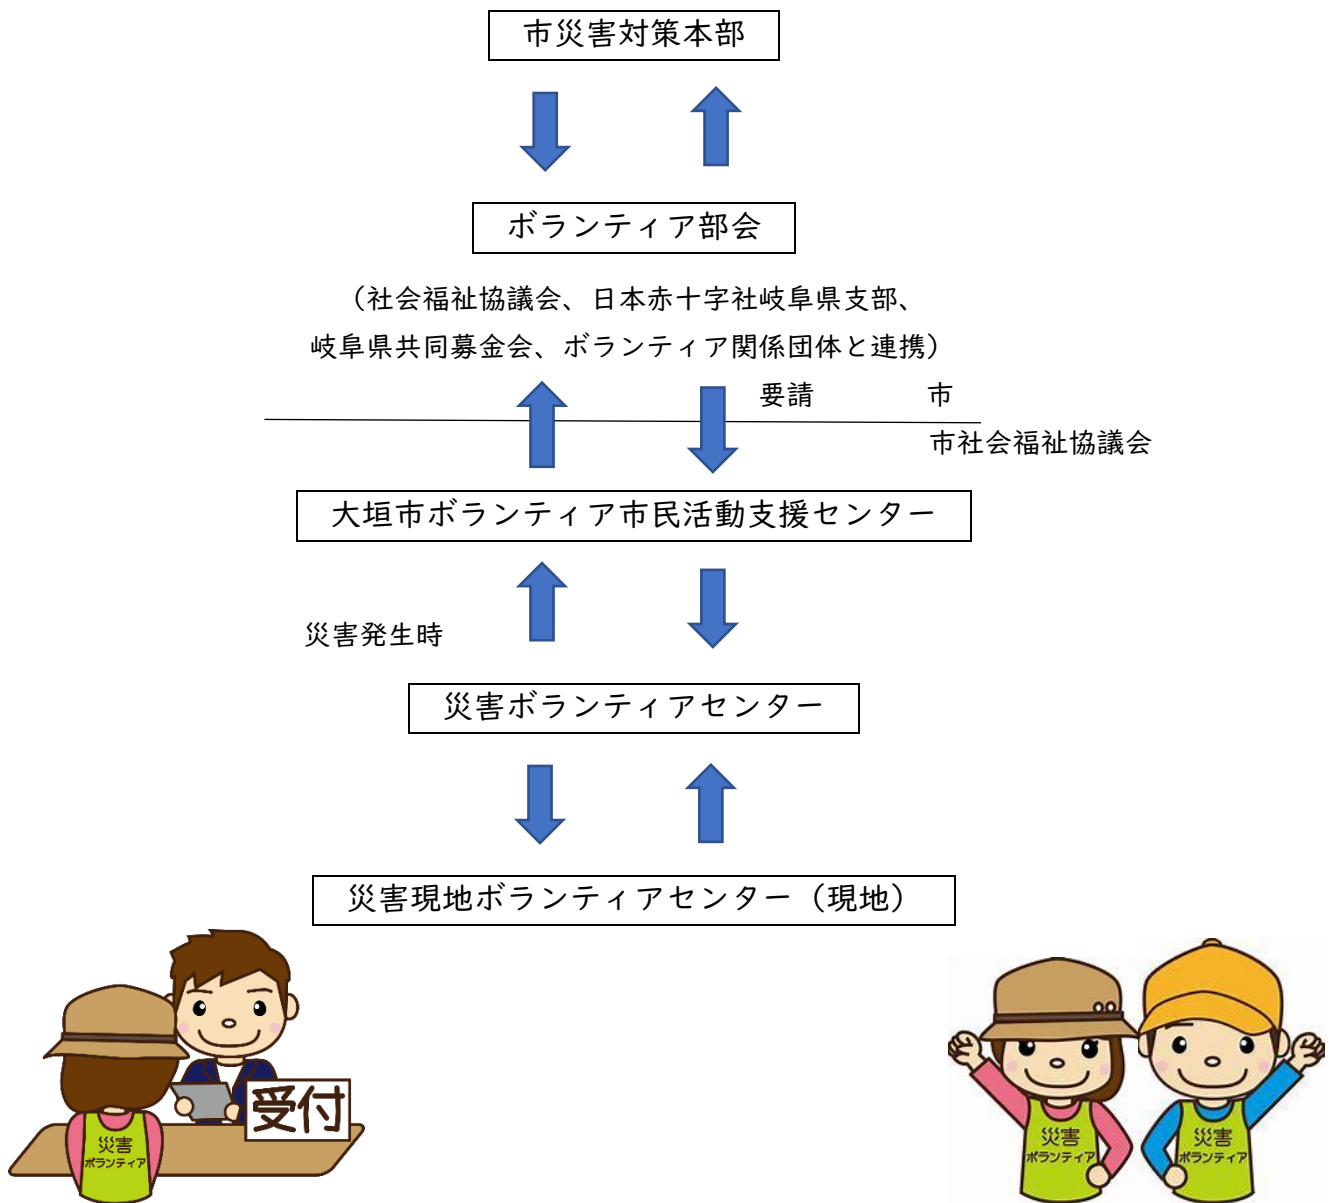 市災害対策本部
ボランティア部会
（社会福祉協議会、日本赤十字社岐阜県支部、
岐阜県共同募金会、ボランティア関係団体と連携）
要請　市
市社会福祉協議会
大垣市ボランティア市民活動支援センター
災害発生時
災害ボランティアセンター
災害現地ボランティアセンター（現地）
受付
災害
ボランティア
災害
ボランティア
災害
ボランティア